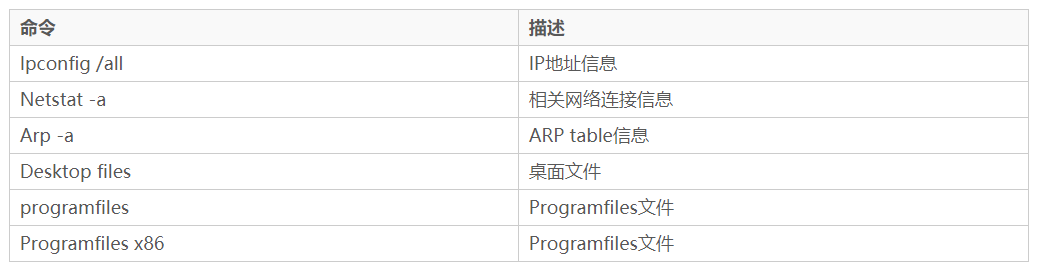 命令 描述
Ipconfig /all IP地址信息
Netstat -a 相关网络连接信息
Arp -a ARP table信息
Desktop files 桌面文件
programfiles Programfiles文件
Programfiles x86 Programfiles文件